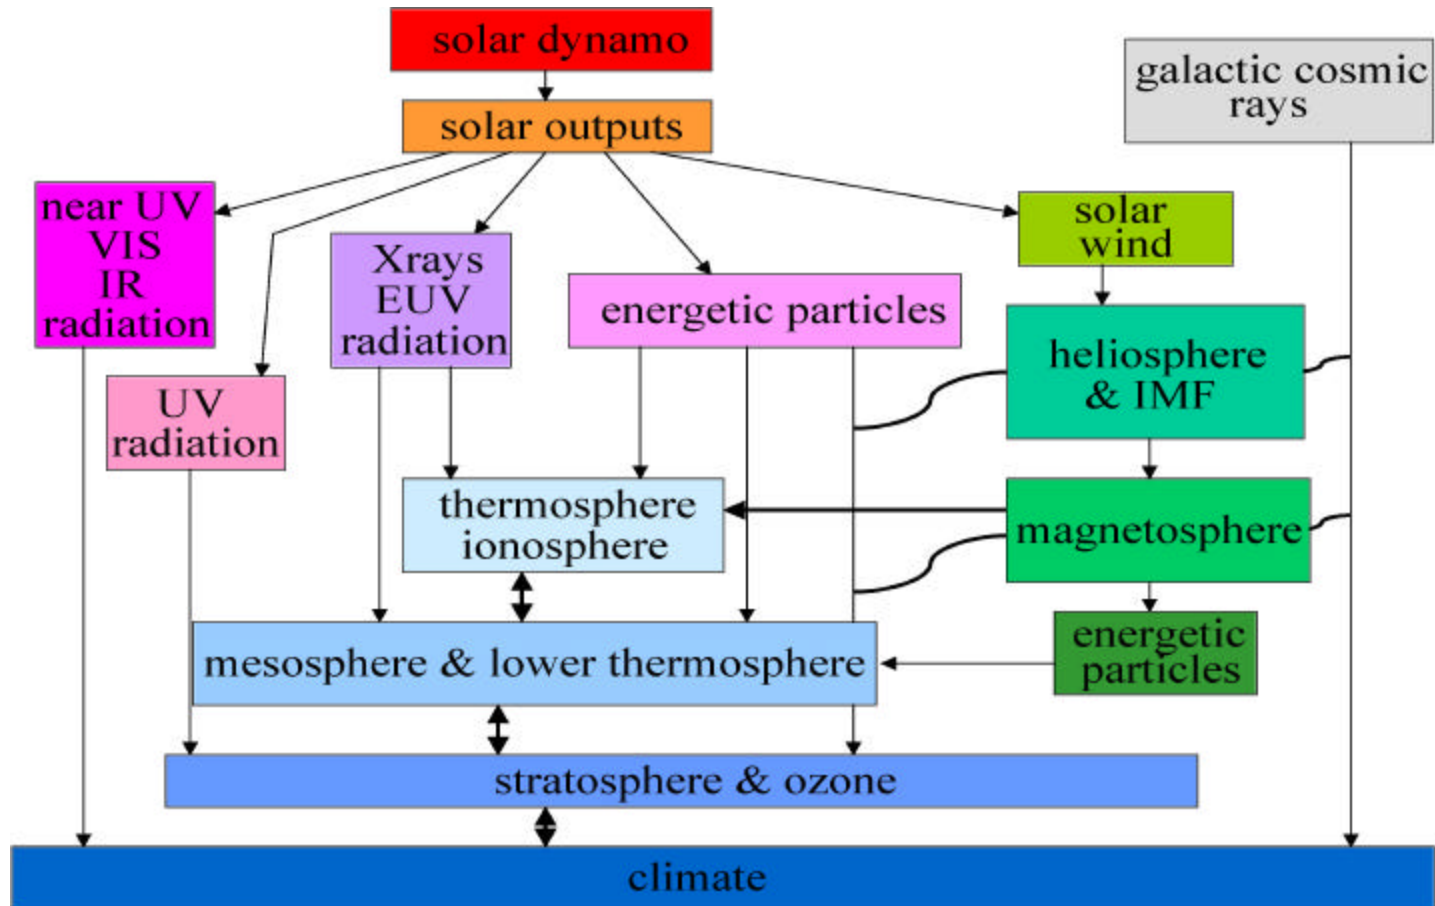 solar dynamo
galactic cosmic
rays
solar outputs
near UV
VIS
IR
radiation
solar
wind
Xrays
EUV
radiation
energetic particles
heliosphere
& IMF
UV
radiation
thermosphere
ionosphere
magnetosphere
energetic
particles
mesosphere & lower thermosphere
stratosphere & ozone
climate